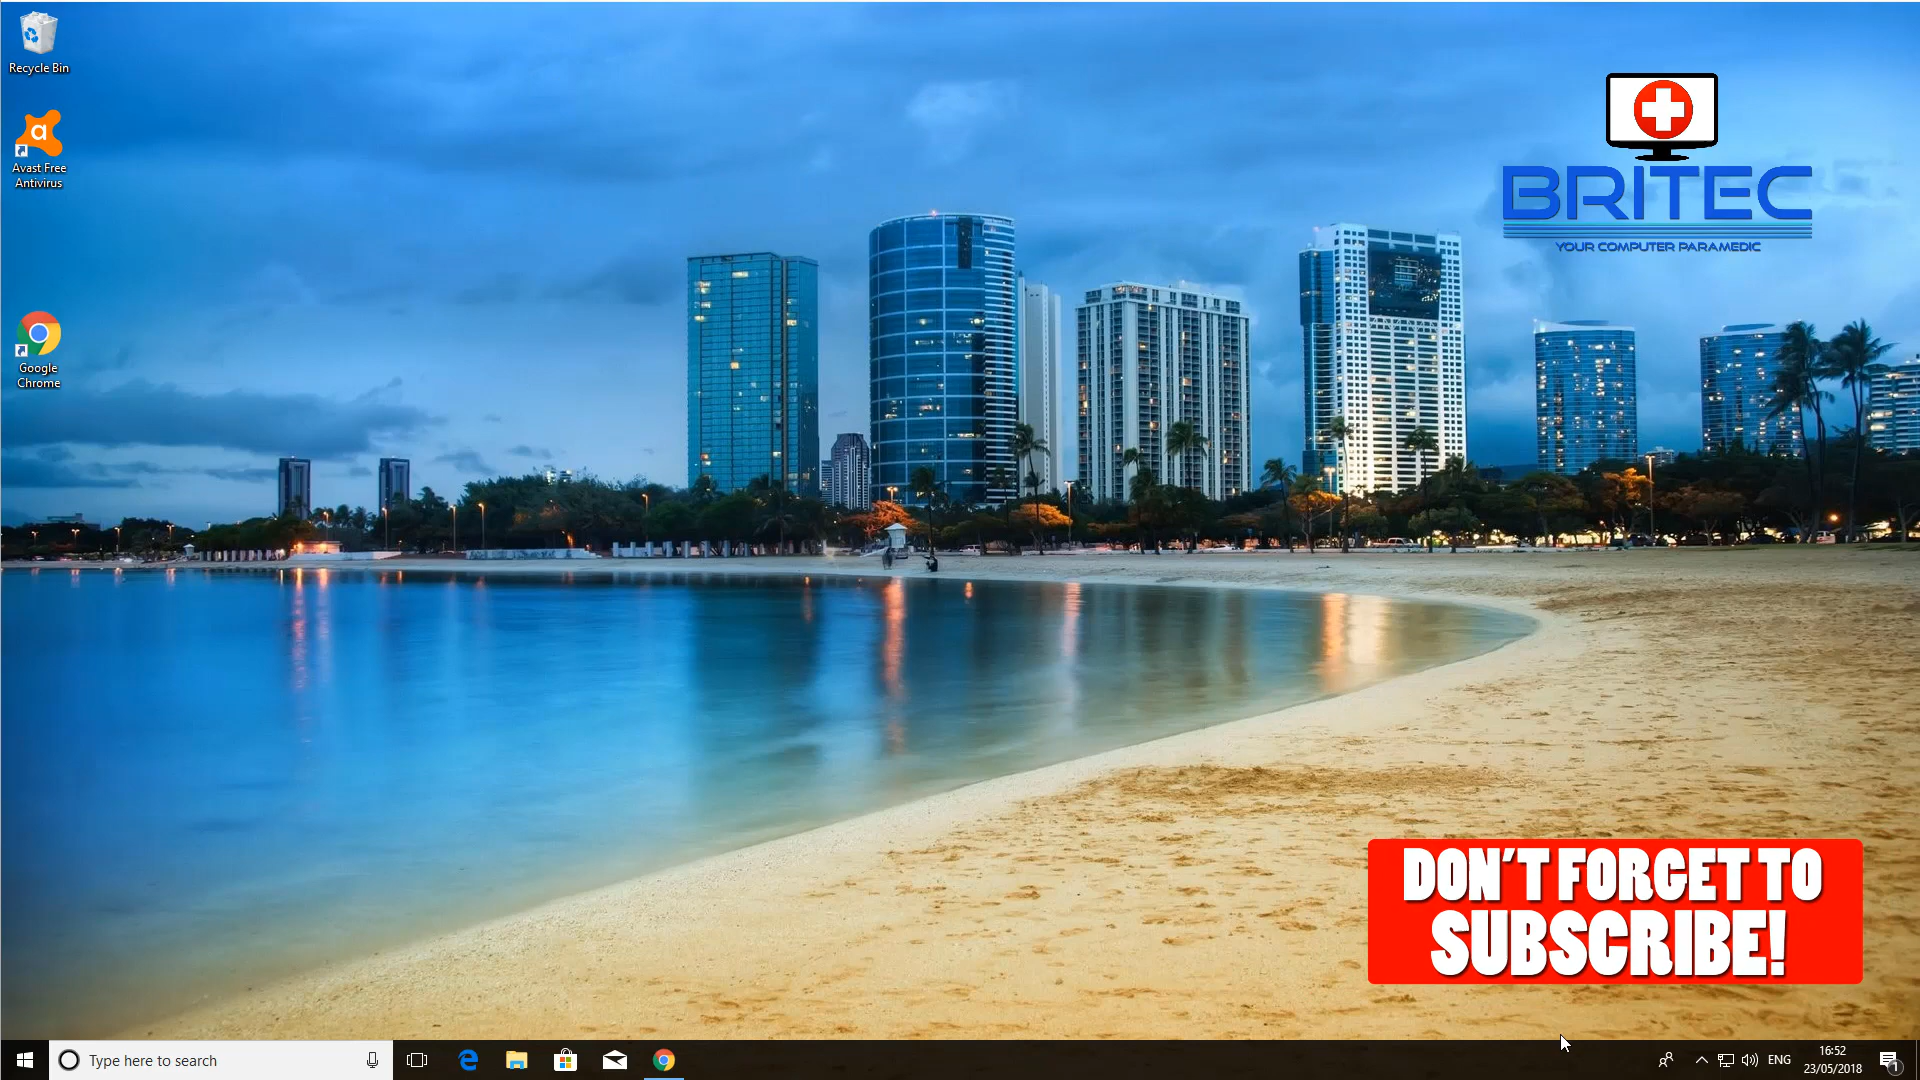 Recycle Bin
Avast Free
Antivirus
Google
Chrome
BRITEC
YOUR COMPUTER PARAMEDIC
DON'T FORGET TO
SUBSCRIBE!
Type here to search
ENG
16:52
23/05/2018
1